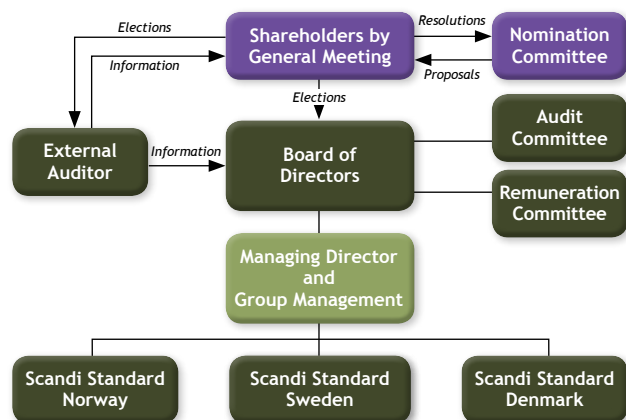 Elections
Information
Shareholders by
General Meeting
Resolutions
Proposals
Nomination
Committee
Elections
External
Auditor
Information
Board of
Directors
Audit
Committee
Remuneration
Committee
Managing Director
and
Group Management
Scandi Standard
Norway
Scandi Standard
Sweden
Scandi Standard
Denmark